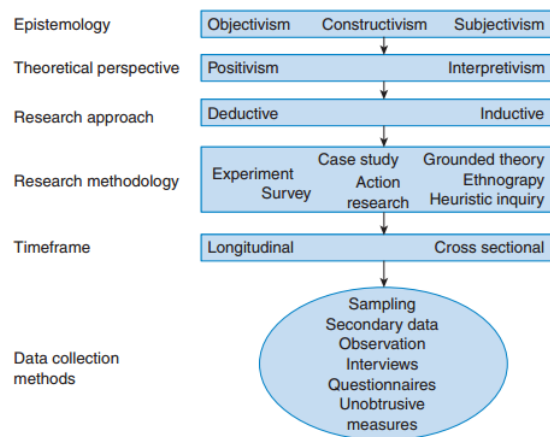 Epistemology
Objectivism Constructivism Subjectivism
Theoretical perspective
Positivism Interpretivism
Research approach
Deductive Inductive
Research methodology
Experiment
Survey
Case study
Action
research
Grounded theory
Ethnograpy
Heuristic inquiry
Timeframe
Longitudinal Cross sectional
Data collection
methods
Sampling
Secondary data
Observation
Interviews
Questionnaires
Unobtrusive
measures